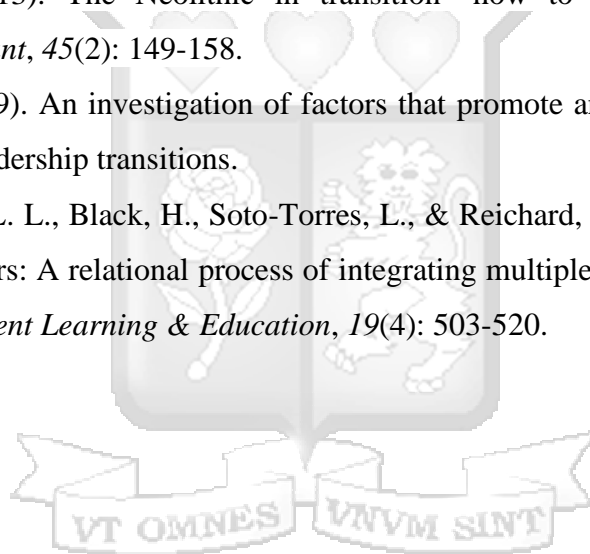 13). The Neolithic in transition how to
nt, 45(2): 149-158.
9). An investigation of factors that promote a
dership transitions.
L. L., Black, H., Soto-Torres, L., & Reichard,
rs: A relational process of integrating multiple
ent Learning & Education, 19(4): 503-520.
VT OMNES VNVM SINT